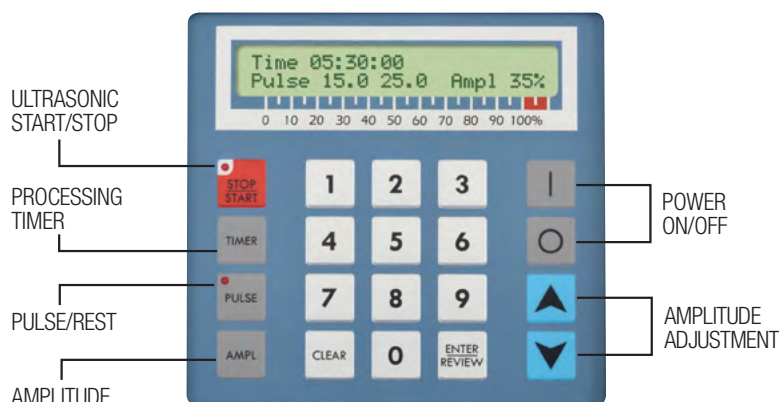 Time 05:30:00
Pulse 15.0 25.0 Ampl 35%
0 10 20 30 40 50 60 70 80 90 100%
ULTRASONIC
START/STOP
STOP
START
1 2 3
|
POWER
ON/OFF
PROCESSING
TIMER
TIMER
4 5 6
O
PULSE/REST
PULSE
7 8 9
AMPLITUDE
ADJUSTMENT
AMPLITUDE
AMPL
CLEAR
0
ENTER
REVIEW